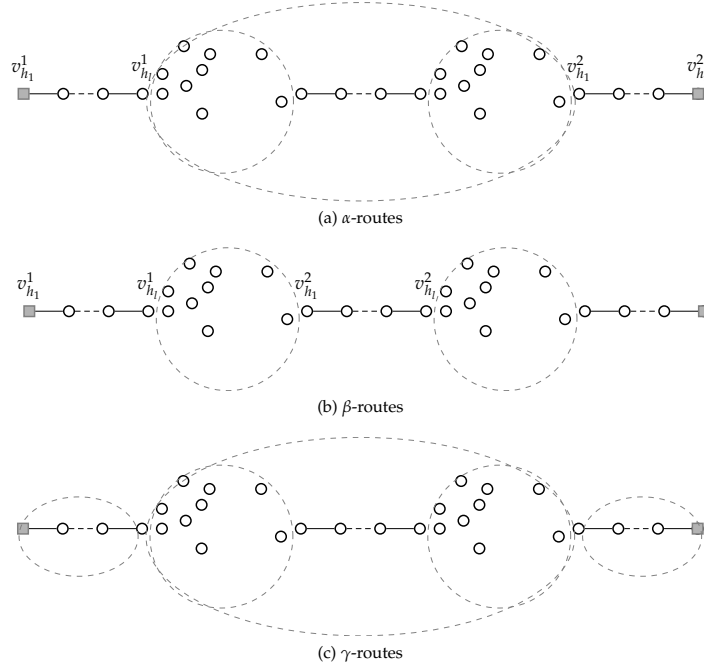 $v^1_{h_1}$ $v^1_{h_l}$ $v^2_{h_1}$ $v^2_h$
(a) α-routes
$v^1_{h_1}$ $v^1_{h_l}$ $v^2_{h_1}$ $v^2_{h_l}$
(b) β-routes
(c) γ-routes